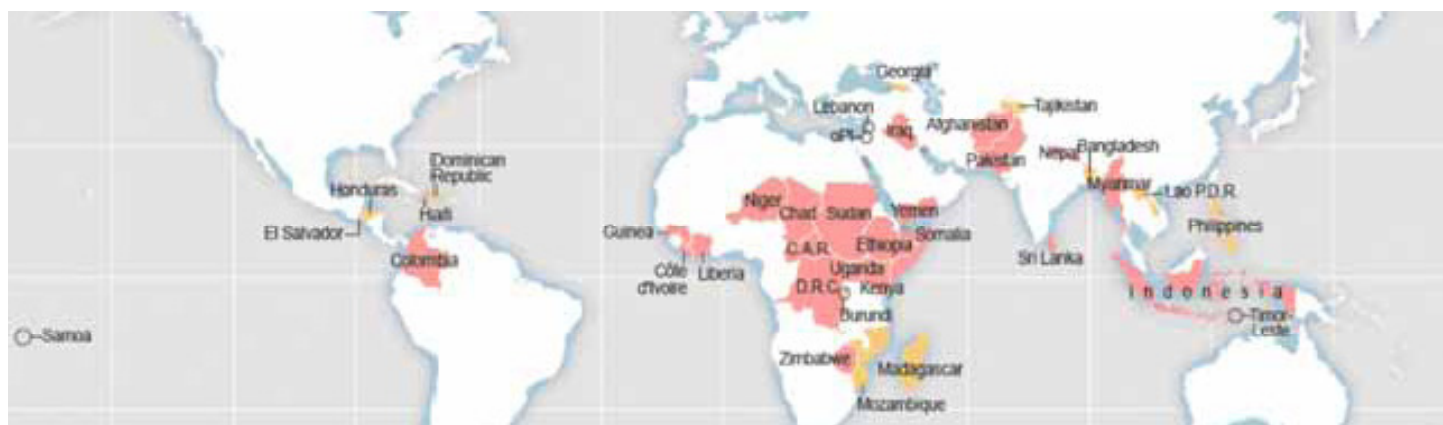 Georgia
Lebanon
Tajikistan
oPt
Iraq
Afghanistan
Pakistan
Nepal
Bangladesh
Myanmar
Lao P.D.R.
Dominican
Republic
Honduras
Haiti
El Salvador
Colombia
Niger
Chad
Sudan
Yemen
Philippines
Guinea
C.A.R.
Ethiopia
Somalia
Sri Lanka
Côte
d'Ivoire
Liberia
Uganda
D.R.C.
Kenya
Indonesia
Burundi
Timor-
Leste
Samoa
Zimbabwe
Madagascar
Mozambique